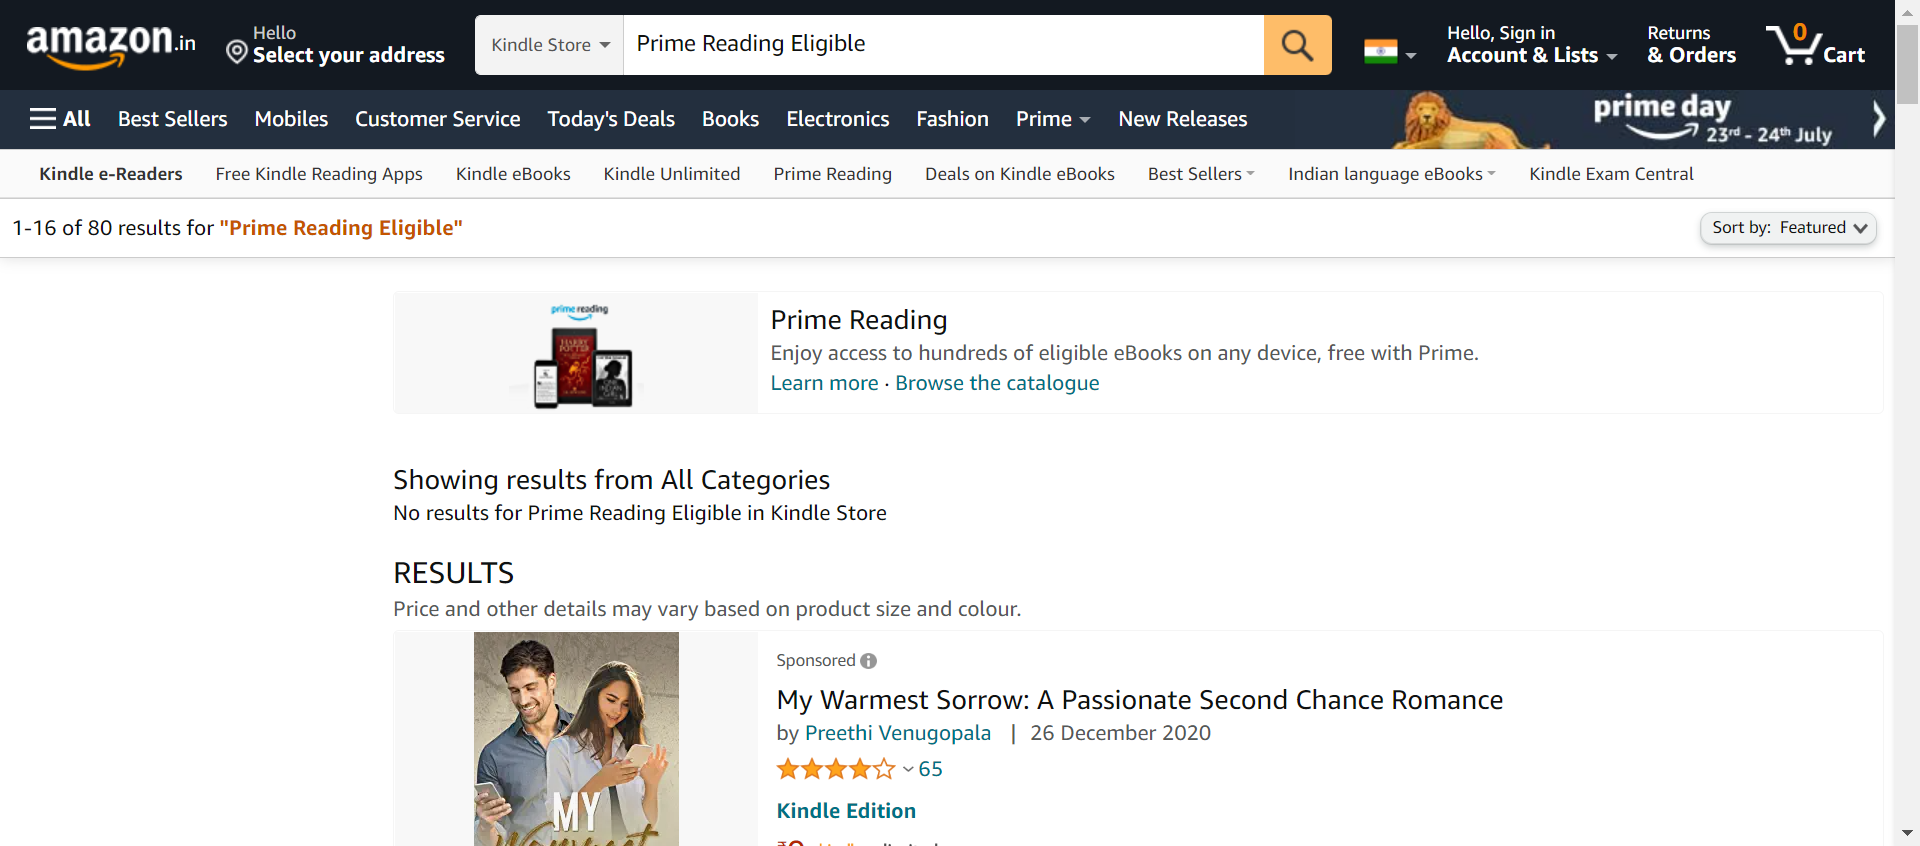 amazon.in
Hello
Select your address
Kindle Store
Prime Reading Eligible
Hello, Sign in
Account & Lists
Returns
& Orders
0
Cart
All
Best Sellers
Mobiles
Customer Service
Today's Deals
Books
Electronics
Fashion
Prime
New Releases
prime day
23rd - 24th July
Kindle e-Readers
Free Kindle Reading Apps
Kindle eBooks
Kindle Unlimited
Prime Reading
Deals on Kindle eBooks
Best Sellers
Indian language eBooks
Kindle Exam Central
1-16 of 80 results for "Prime Reading Eligible"
Sort by: Featured
prime reading
HARRY
POTTER
Prime Reading
Enjoy access to hundreds of eligible eBooks on any device, free with Prime.
Learn more · Browse the catalogue
Showing results from All Categories
No results for Prime Reading Eligible in Kindle Store
RESULTS
Price and other details may vary based on product size and colour.
Sponsored
My Warmest Sorrow: A Passionate Second Chance Romance
by Preethi Venugopala | 26 December 2020
65
Kindle Edition
MY
Warmest